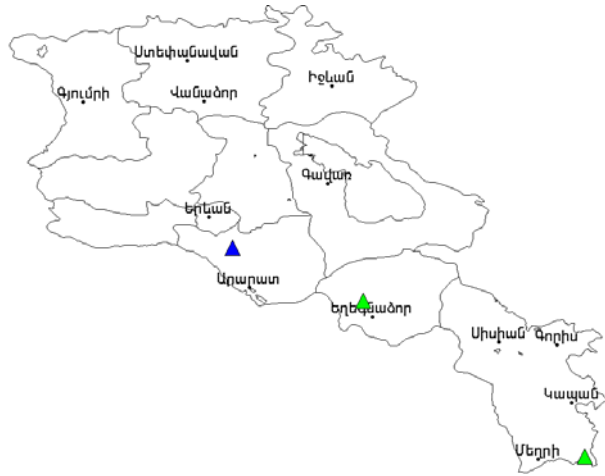 Ստեփանավան
Իջևան
Գյումրի
Վանաձոր
Գավառ
Երևան
Արարատ
Եղեգնաձոր
Սիսիան
Գորիս
Կապան
Մեղրի